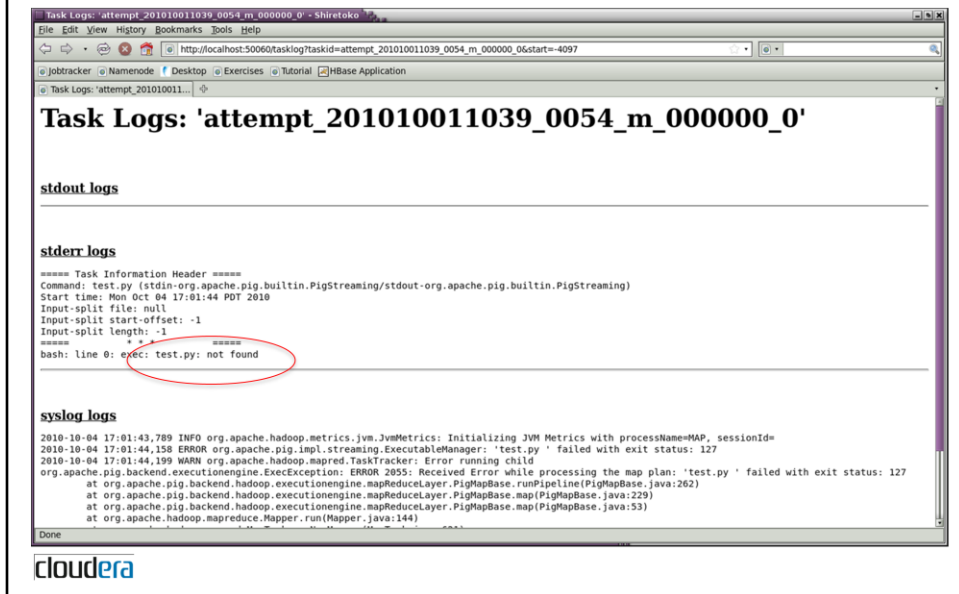 Task Logs: 'attempt_201010011039_0054_m_000000_0' - Shiretoko
File Edit View History Bookmarks Tools Help
http://localhost:50060/tasklog?taskid=attempt_201010011039_0054_m_000000_0&start=-4097
Jobtracker Namenode Desktop Exercises Tutorial HBase Application
Task Logs: 'attempt_201010011...
Task Logs: 'attempt_201010011039_0054_m_000000_0'
stdout logs
stderr logs
===== Task Information Header =====
Command: test.py (stdin-org.apache.pig.builtin.PigStreaming/stdout-org.apache.pig.builtin.PigStreaming)
Start time: Mon Oct 04 17:01:44 PDT 2010
Input-split file: null
Input-split start-offset: -1
Input-split length: -1
===== * * * =====
bash: line 0: exec: test.py: not found
syslog logs
2010-10-04 17:01:43,789 INFO org.apache.hadoop.metrics.jvm.JvmMetrics: Initializing JVM Metrics with processName=MAP, sessionId=
2010-10-04 17:01:44,158 ERROR org.apache.pig.impl.streaming.ExecutableManager: 'test.py ' failed with exit status: 127
2010-10-04 17:01:44,199 WARN org.apache.hadoop.mapred.TaskTracker: Error running child
org.apache.pig.backend.executionengine.ExecException: ERROR 2055: Received Error while processing the map plan: 'test.py ' failed with exit status: 127
at org.apache.pig.backend.hadoop.executionengine.mapReduceLayer.PigMapBase.runPipeline(PigMapBase.java:262)
at org.apache.pig.backend.hadoop.executionengine.mapReduceLayer.PigMapBase.map(PigMapBase.java:229)
at org.apache.pig.backend.hadoop.executionengine.mapReduceLayer.PigMapBase.map(PigMapBase.java:53)
at org.apache.hadoop.mapreduce.Mapper.run(Mapper.java:144)
Done
cloudera